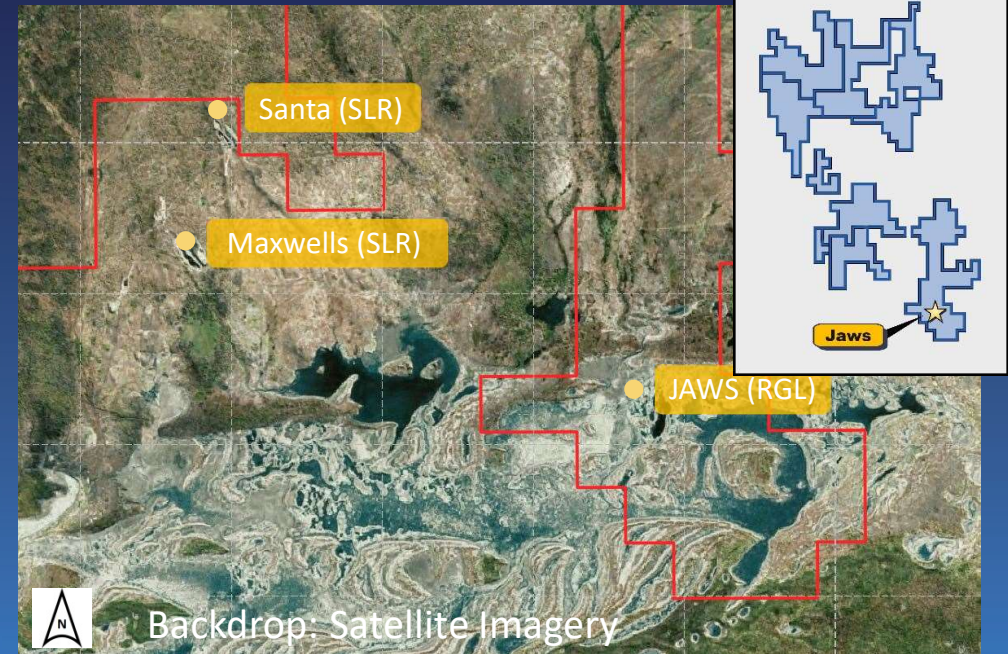 Santa (SLR)
Maxwells (SLR)
JAWS (RGL)
Jaws
N
Backdrop: Satellite Imagery